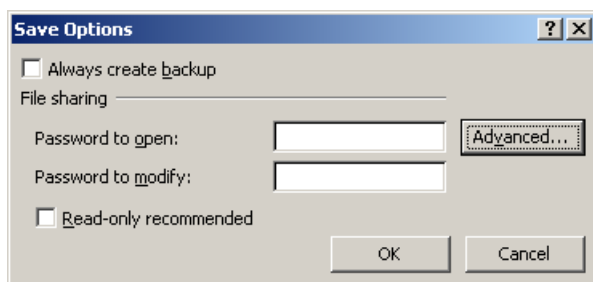 Save Options ? X
Always create backup
File sharing
Password to open: Advanced...
Password to modify:
Read-only recommended
OK Cancel